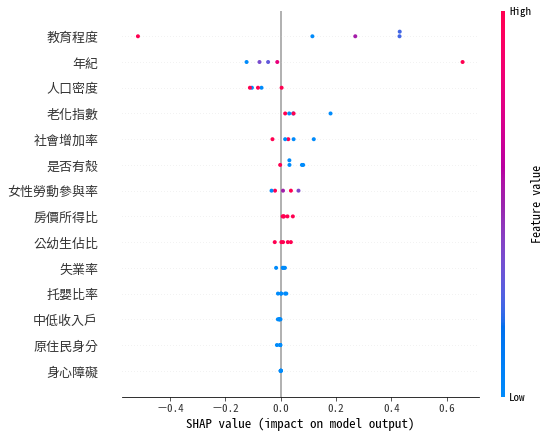 High
教育程度
年紀
人口密度
老化指數
社會增加率
是否有殼
女性勞動參與率
房價所得比
公幼生佔比
失業率
托嬰比率
中低收入戶
原住民身分
身心障礙
Feature value
Low
−0.4 −0.2 0.0 0.2 0.4 0.6
SHAP value (impact on model output)